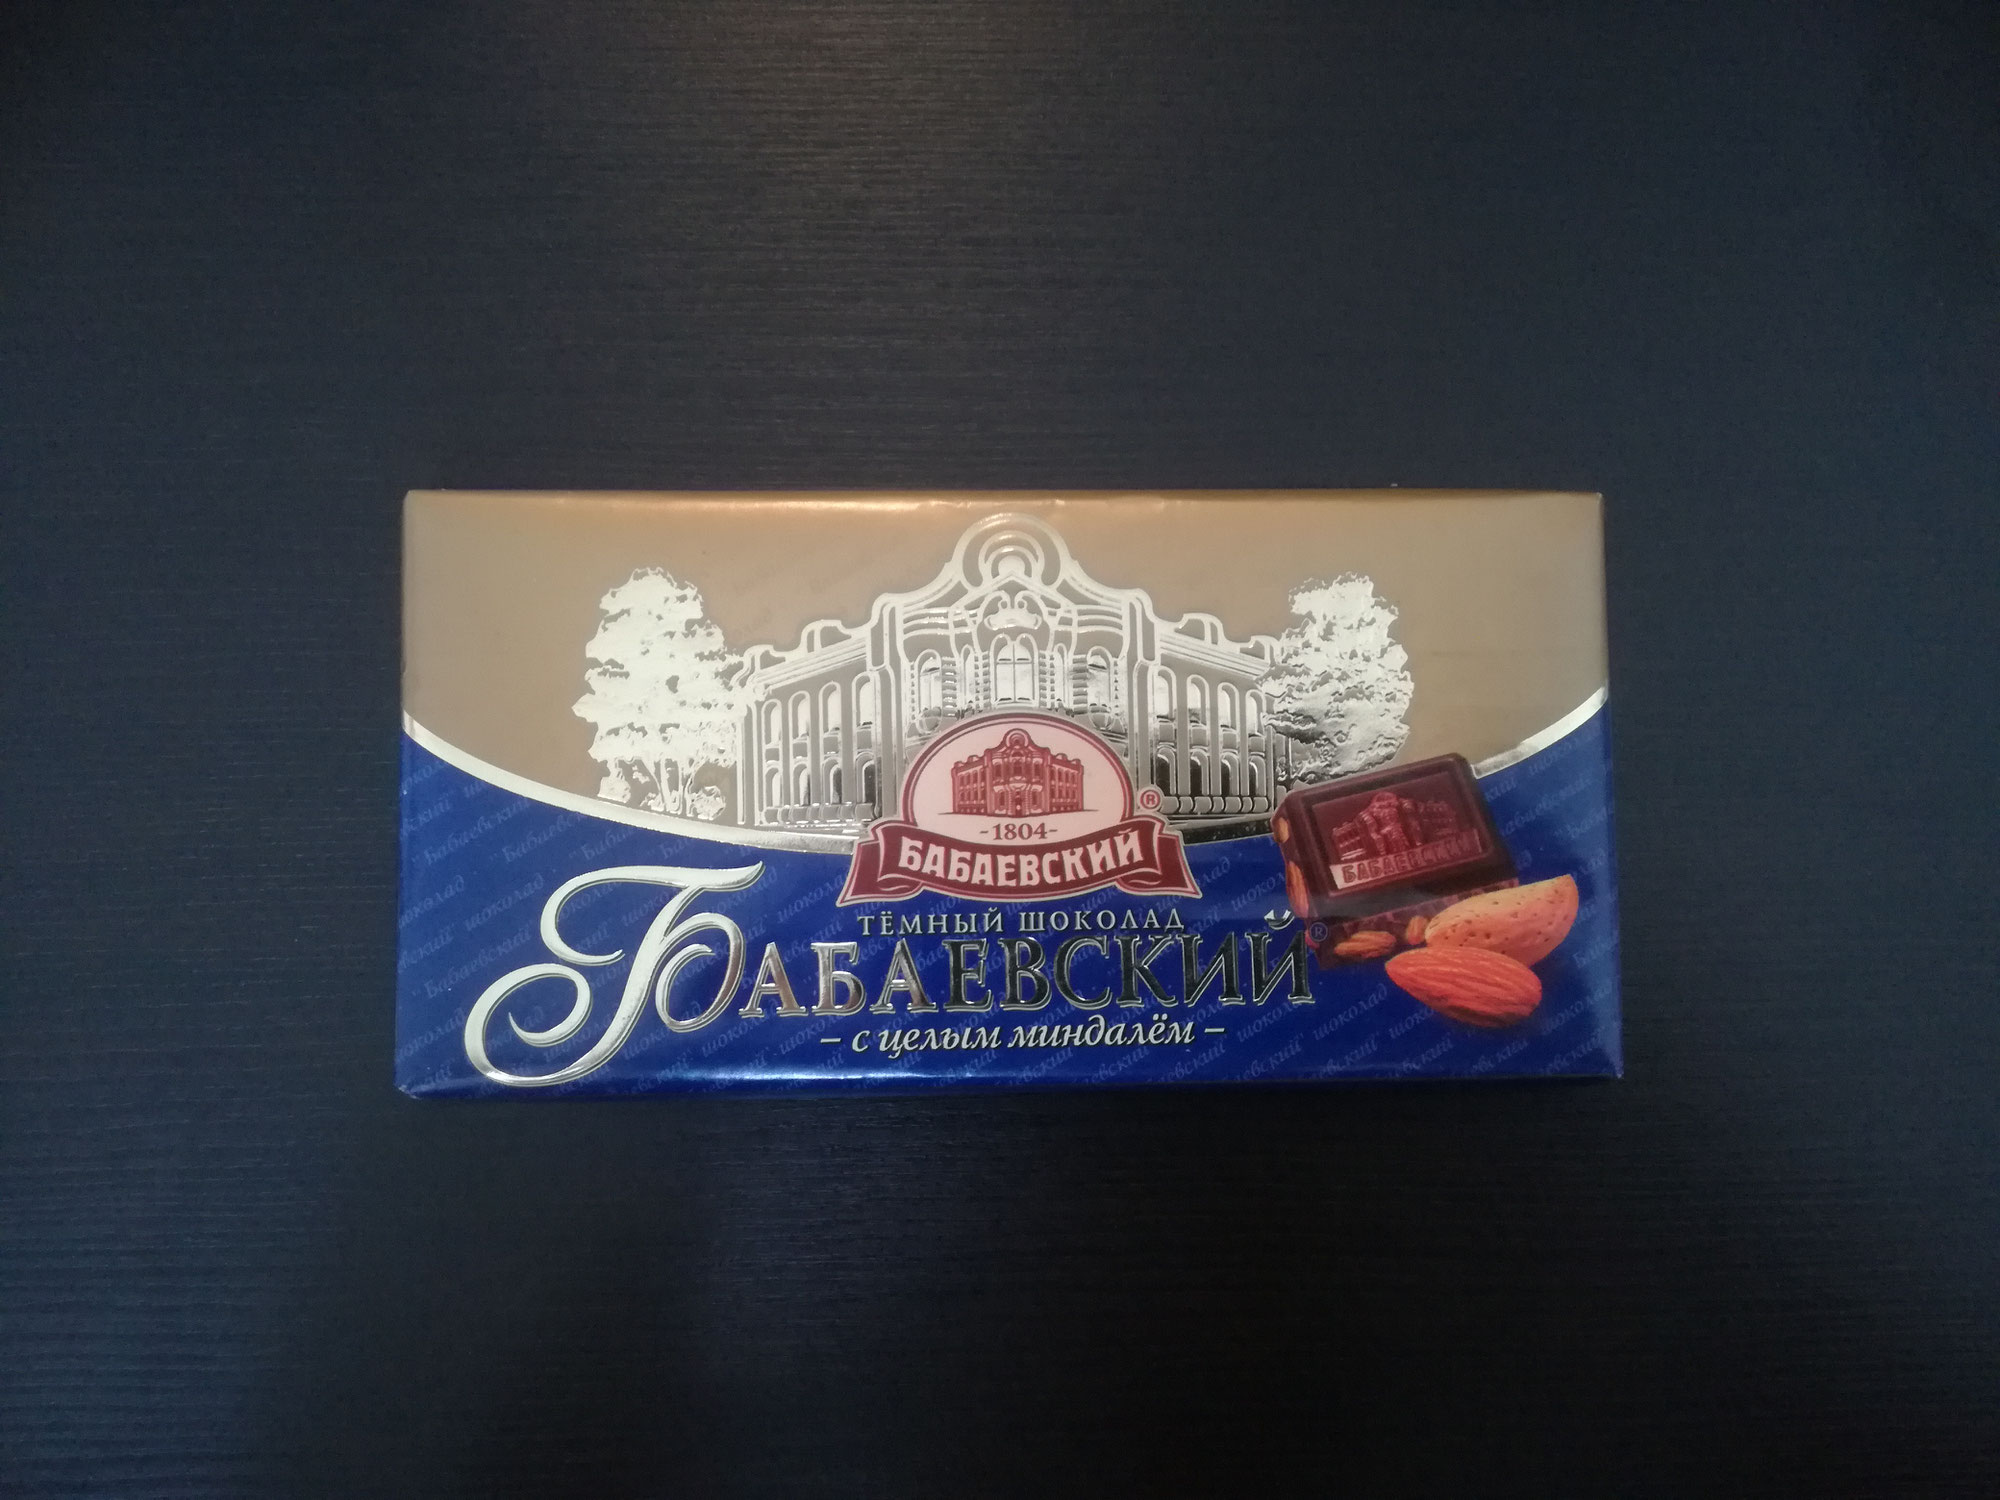 -1804-
БАБАЕВСКИЙ®
ТЁМНЫЙ ШОКОЛАД
БАБАЕВСКИЙ®
– с целым миндалём –
БАБАЕВСКИЙ